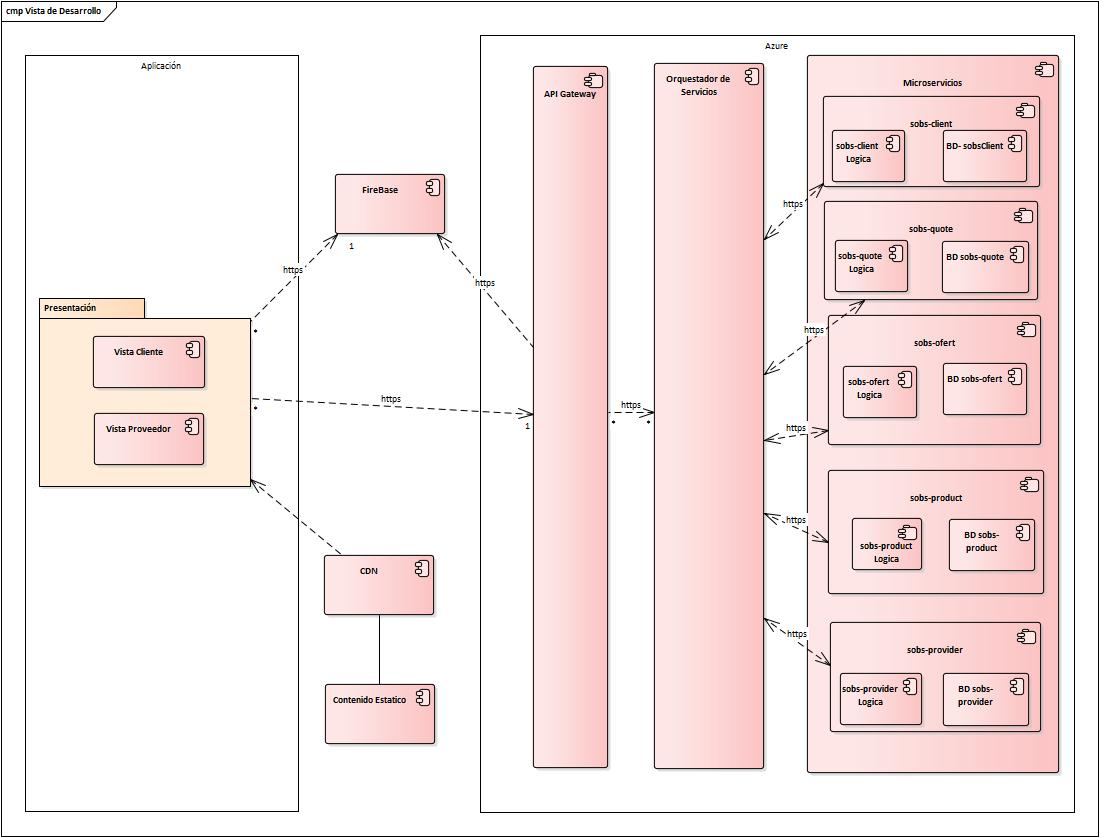 cmp Vista de Desarrollo
Aplicación
Presentación
Vista Cliente
Vista Proveedor
FireBase
https
1
https
https
1
CDN
Contenido Estatico
Azure
API Gateway
https
Orquestador de
Servicios
https
https
https
https
https
Microservicios
sobs-client
sobs-client
Logica
BD- sobsClient
sobs-quote
sobs-quote
Logica
BD sobs-quote
sobs-ofert
sobs-ofert
Logica
BD sobs-ofert
sobs-product
sobs-product
Logica
BD sobs-
product
sobs-provider
sobs-provider
Logica
BD sobs-
provider